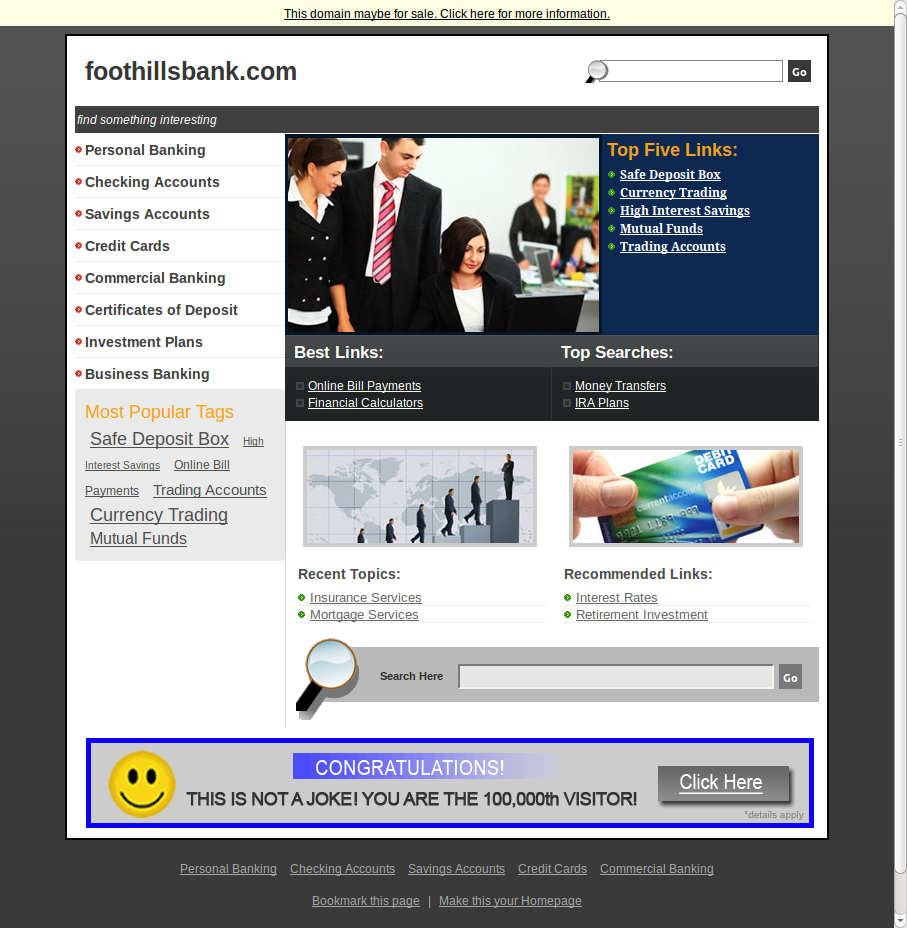 This domain maybe for sale. Click here for more information.
foothillsbank.com
Go
find something interesting
Personal Banking
Checking Accounts
Savings Accounts
Credit Cards
Commercial Banking
Certificates of Deposit
Investment Plans
Business Banking
Most Popular Tags
Safe Deposit Box High
Interest Savings Online Bill
Payments Trading Accounts
Currency Trading
Mutual Funds
Top Five Links:
Safe Deposit Box
Currency Trading
High Interest Savings
Mutual Funds
Trading Accounts
Best Links:
Online Bill Payments
Financial Calculators
Top Searches:
Money Transfers
IRA Plans
DEBIT
CARD
currentaccount
Recent Topics:
Insurance Services
Mortgage Services
Recommended Links:
Interest Rates
Retirement Investment
Search Here
Go
CONGRATULATIONS!
THIS IS NOT A JOKE! YOU ARE THE 100,000th VISITOR!
Click Here
*details apply
Personal Banking Checking Accounts Savings Accounts Credit Cards Commercial Banking
Bookmark this page | Make this your Homepage